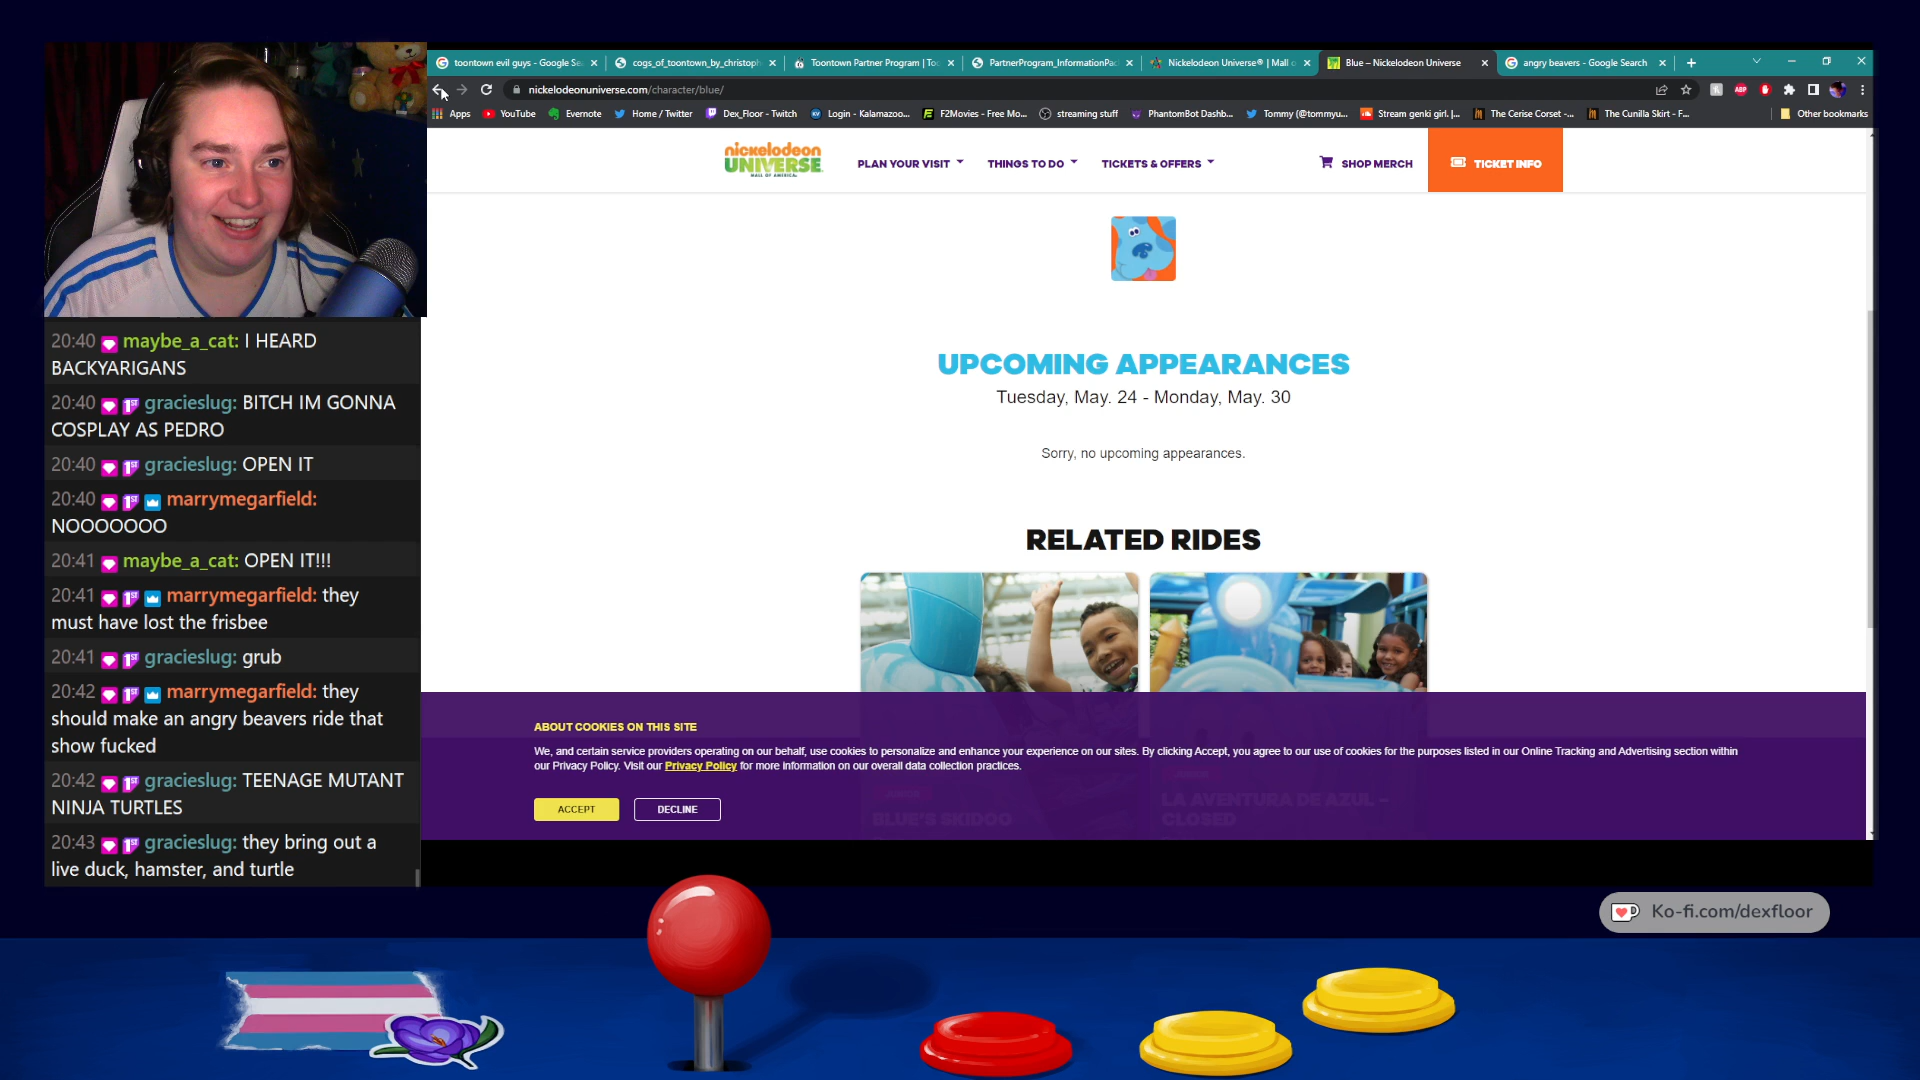 toontown evil guys - Google Se
cogs_of_toontown_by_christoph
Toontown Partner Program | Too
PartnerProgram_InformationPac
Nickelodeon Universe® | Mall o
Blue – Nickelodeon Universe
angry beavers - Google Search
nickelodeonuniverse.com/character/blue/
Apps
YouTube
Evernote
Home / Twitter
Dex_Floor - Twitch
Login - Kalamazoo...
F2Movies - Free Mo...
streaming stuff
PhantomBot Dashb...
Tommy (@tommyu...
Stream genki girl. |...
The Cerise Corset -...
The Cunilla Skirt - F...
Other bookmarks
nickelodeon
UNIVERSE
MALL OF AMERICA
PLAN YOUR VISIT
THINGS TO DO
TICKETS & OFFERS
SHOP MERCH
TICKET INFO
UPCOMING APPEARANCES
Tuesday, May. 24 - Monday, May. 30
Sorry, no upcoming appearances.
RELATED RIDES
ABOUT COOKIES ON THIS SITE
We, and certain service providers operating on our behalf, use cookies to personalize and enhance your experience on our sites. By clicking Accept, you agree to our use of cookies for the purposes listed in our Online Tracking and Advertising section within
our Privacy Policy. Visit our Privacy Policy for more information on our overall data collection practices.
ACCEPT
DECLINE
BLUE'S SKIDOO
LA AVENTURA DE AZUL –
CLOSED
20:40 maybe_a_cat: I HEARD
BACKYARIGANS
20:40 gracieslug: BITCH IM GONNA
COSPLAY AS PEDRO
20:40 gracieslug: OPEN IT
20:40 marrymegarfield:
NOOOOOOO
20:41 maybe_a_cat: OPEN IT!!!
20:41 marrymegarfield: they
must have lost the frisbee
20:41 gracieslug: grub
20:42 marrymegarfield: they
should make an angry beavers ride that
show fucked
20:42 gracieslug: TEENAGE MUTANT
NINJA TURTLES
20:43 gracieslug: they bring out a
live duck, hamster, and turtle
Ko-fi.com/dexfloor